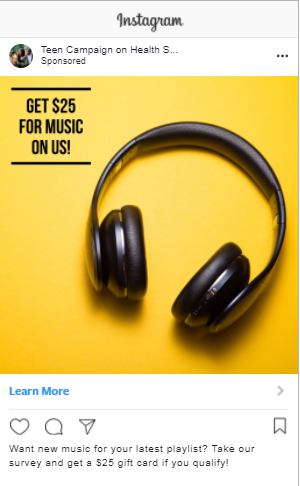 Instagram
Teen Campaign on Health S...
Sponsored
GET $25
FOR MUSIC
ON US!
Learn More
Want new music for your latest playlist? Take our
survey and get a $25 gift card if you qualify!